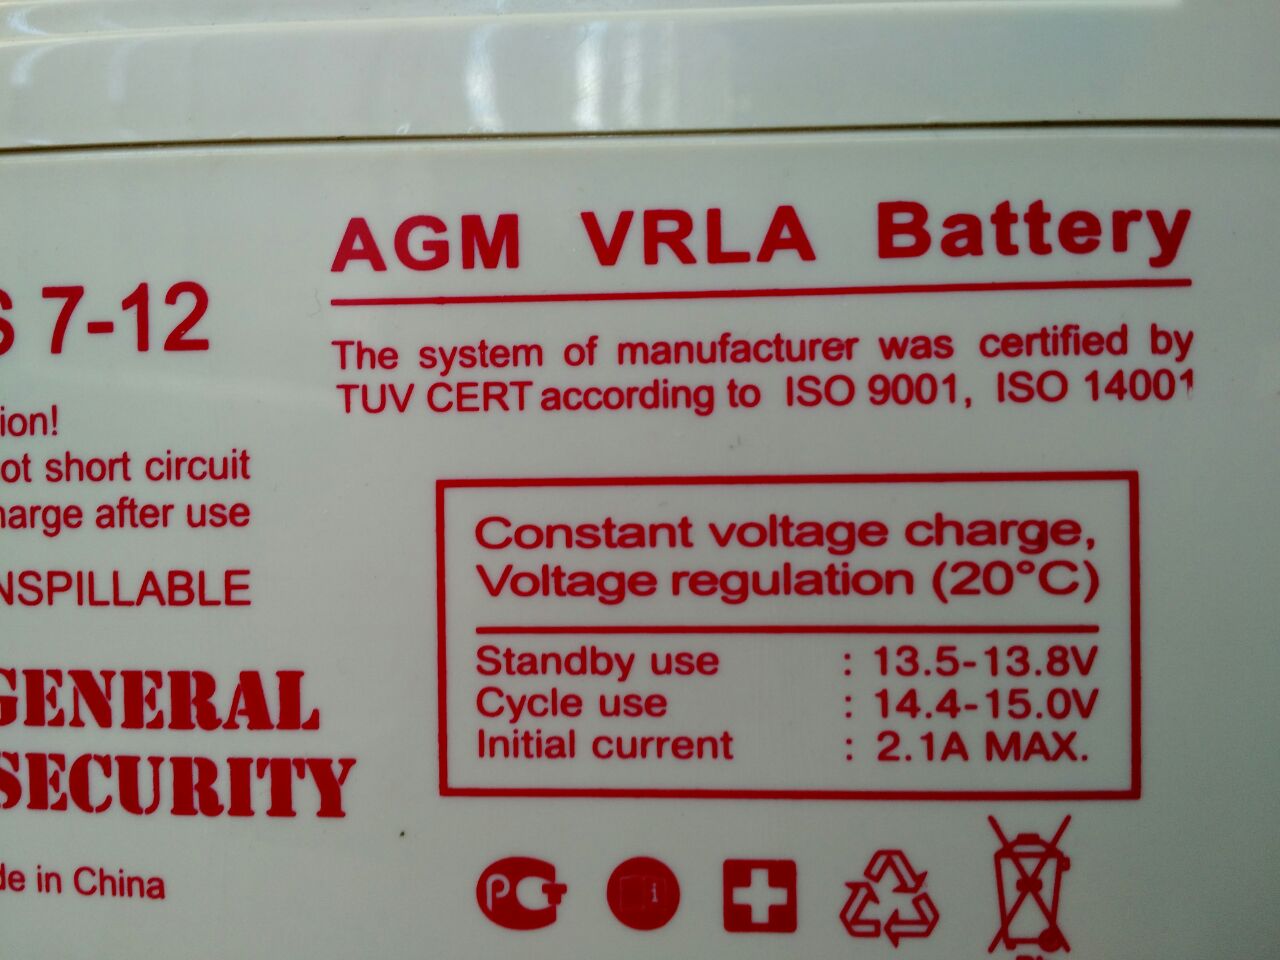 S 7-12
ion!
ot short circuit
harge after use
NSPILLABLE
GENERAL
SECURITY
de in China
AGM VRLA Battery
The system of manufacturer was certified by
TUV CERT according to ISO 9001, ISO 14001
Constant voltage charge,
Voltage regulation (20°C)
Standby use : 13.5-13.8V
Cycle use : 14.4-15.0V
Initial current : 2.1A MAX.
PCT
i